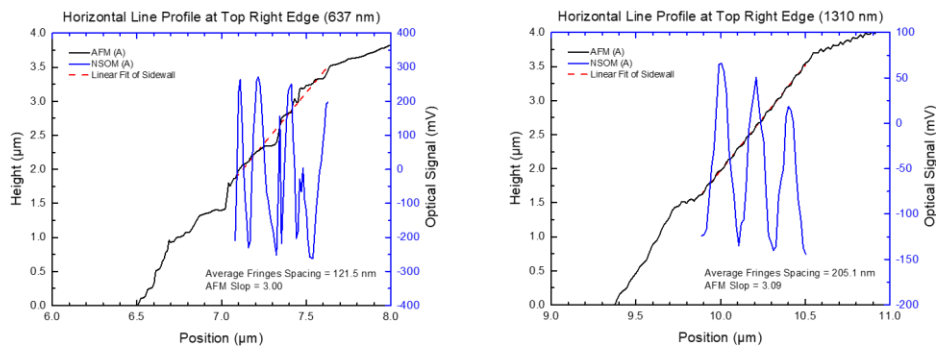 Horizontal Line Profile at Top Right Edge (637 nm)
4.0
3.5
3.0
2.5
2.0
1.5
1.0
0.5
0.0
Height (μm)
AFM (A)
NSOM (A)
Linear Fit of Sidewall
Average Fringes Spacing = 121.5 nm
AFM Slop = 3.00
400
300
200
100
0
-100
-200
-300
-400
Optical Signal (mV)
6.0 6.5 7.0 7.5 8.0
Position (μm)
Horizontal Line Profile at Top Right Edge (1310 nm)
4.0
3.5
3.0
2.5
2.0
1.5
1.0
0.5
0.0
Height (μm)
AFM (A)
NSOM (A)
Linear Fit of Sidewall
Average Fringes Spacing = 205.1 nm
AFM Slop = 3.09
100
50
0
-50
-100
-150
-200
Optical Signal (mV)
9.0 9.5 10.0 10.5 11.0
Position (μm)